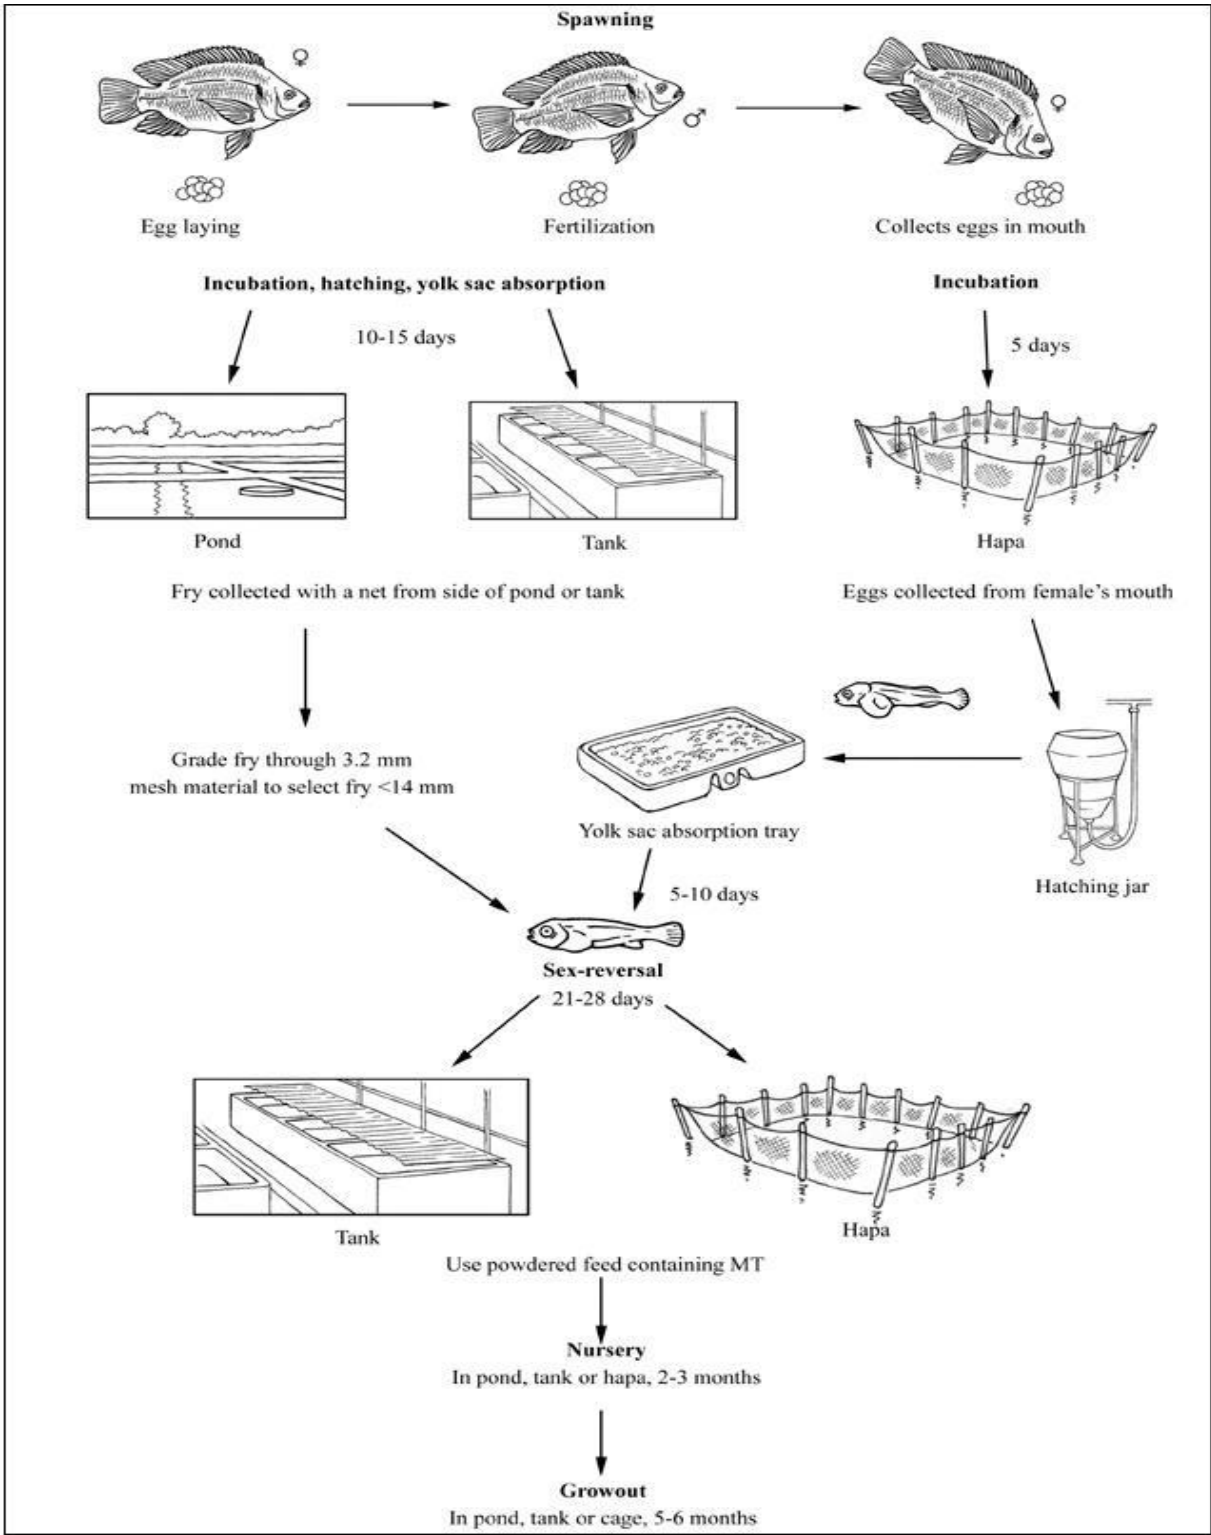 Spawning
♀
♂
♀
Egg laying
Fertilization
Collects eggs in mouth
Incubation, hatching, yolk sac absorption
Incubation
10-15 days
5 days
Pond
Tank
Hapa
Fry collected with a net from side of pond or tank
Eggs collected from female's mouth
Grade fry through 3.2 mm
mesh material to select fry <14 mm
Yolk sac absorption tray
Hatching jar
5-10 days
Sex-reversal
21-28 days
Tank
Hapa
Use powdered feed containing MT
Nursery
In pond, tank or hapa, 2-3 months
Growout
In pond, tank or cage, 5-6 months